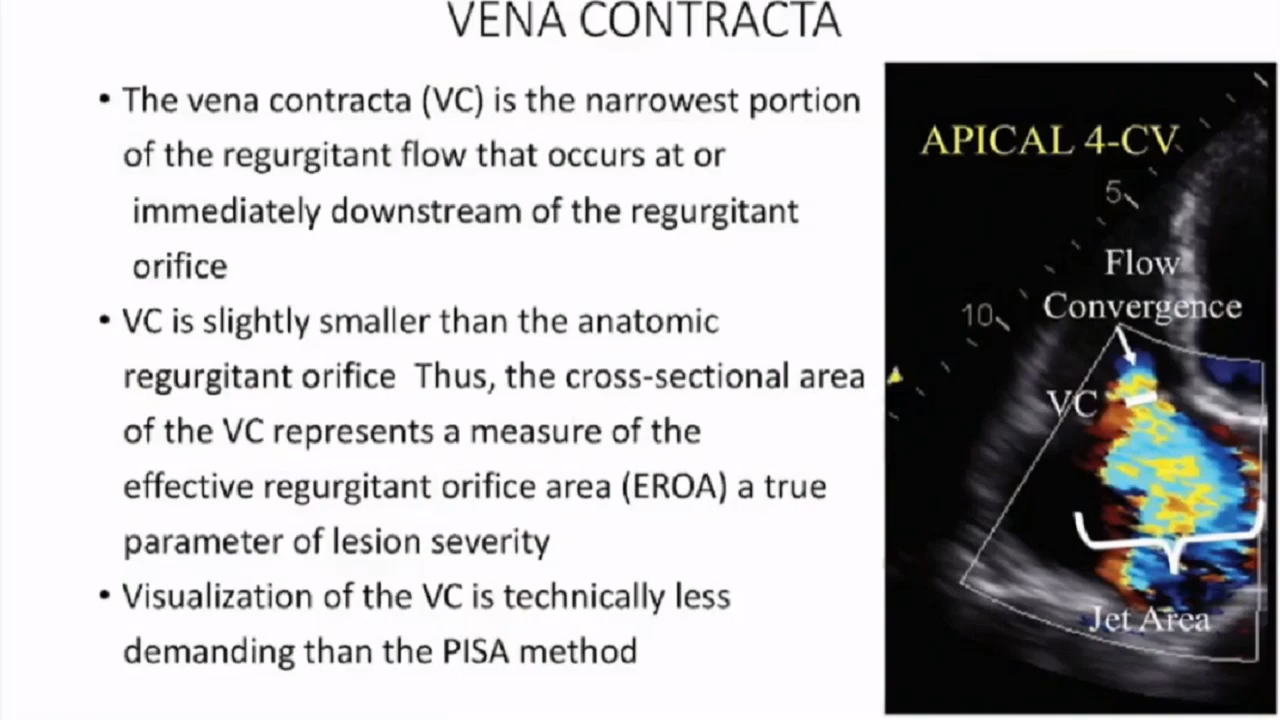 VENA CONTRACTA
• The vena contracta (VC) is the narrowest portion
of the regurgitant flow that occurs at or
immediately downstream of the regurgitant
orifice
• VC is slightly smaller than the anatomic
regurgitant orifice Thus, the cross-sectional area
of the VC represents a measure of the
effective regurgitant orifice area (EROA) a true
parameter of lesion severity
• Visualization of the VC is technically less
demanding than the PISA method
APICAL 4-CV
5
Flow
Convergence
10
VC
Jet Area